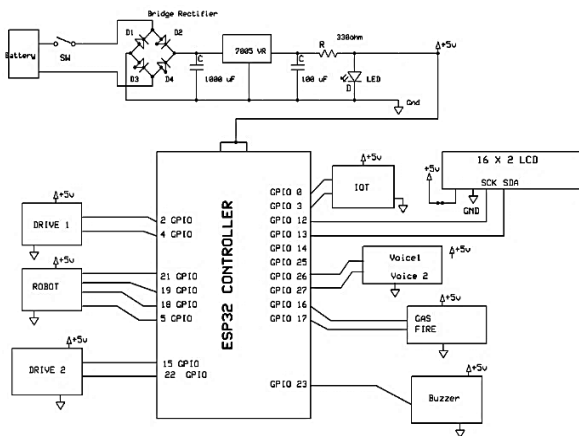 Bridge Rectifier
330ohm
+5v
D1
D2
7805 VR
C
C
R
Battery
SW
LED
D
D3
D4
1000 uF
100 uF
Gnd
ESP32 CONTROLLER
+5v
DRIVE 1
2 GPIO
4 GPIO
+5v
ROBOT
21 GPIO
19 GPIO
18 GPIO
5 GPIO
+5v
DRIVE 2
15 GPIO
22 GPIO
GPIO 0
GPIO 3
GPIO 12
GPIO 13
GPIO 14
GPIO 25
GPIO 26
GPIO 27
GPIO 16
GPIO 17
GPIO 23
+5v
IOT
+5v
16 X 2 LCD
SCK SDA
GND
+5v
Voice1
Voice 2
+5v
GAS
FIRE
+5v
Buzzer